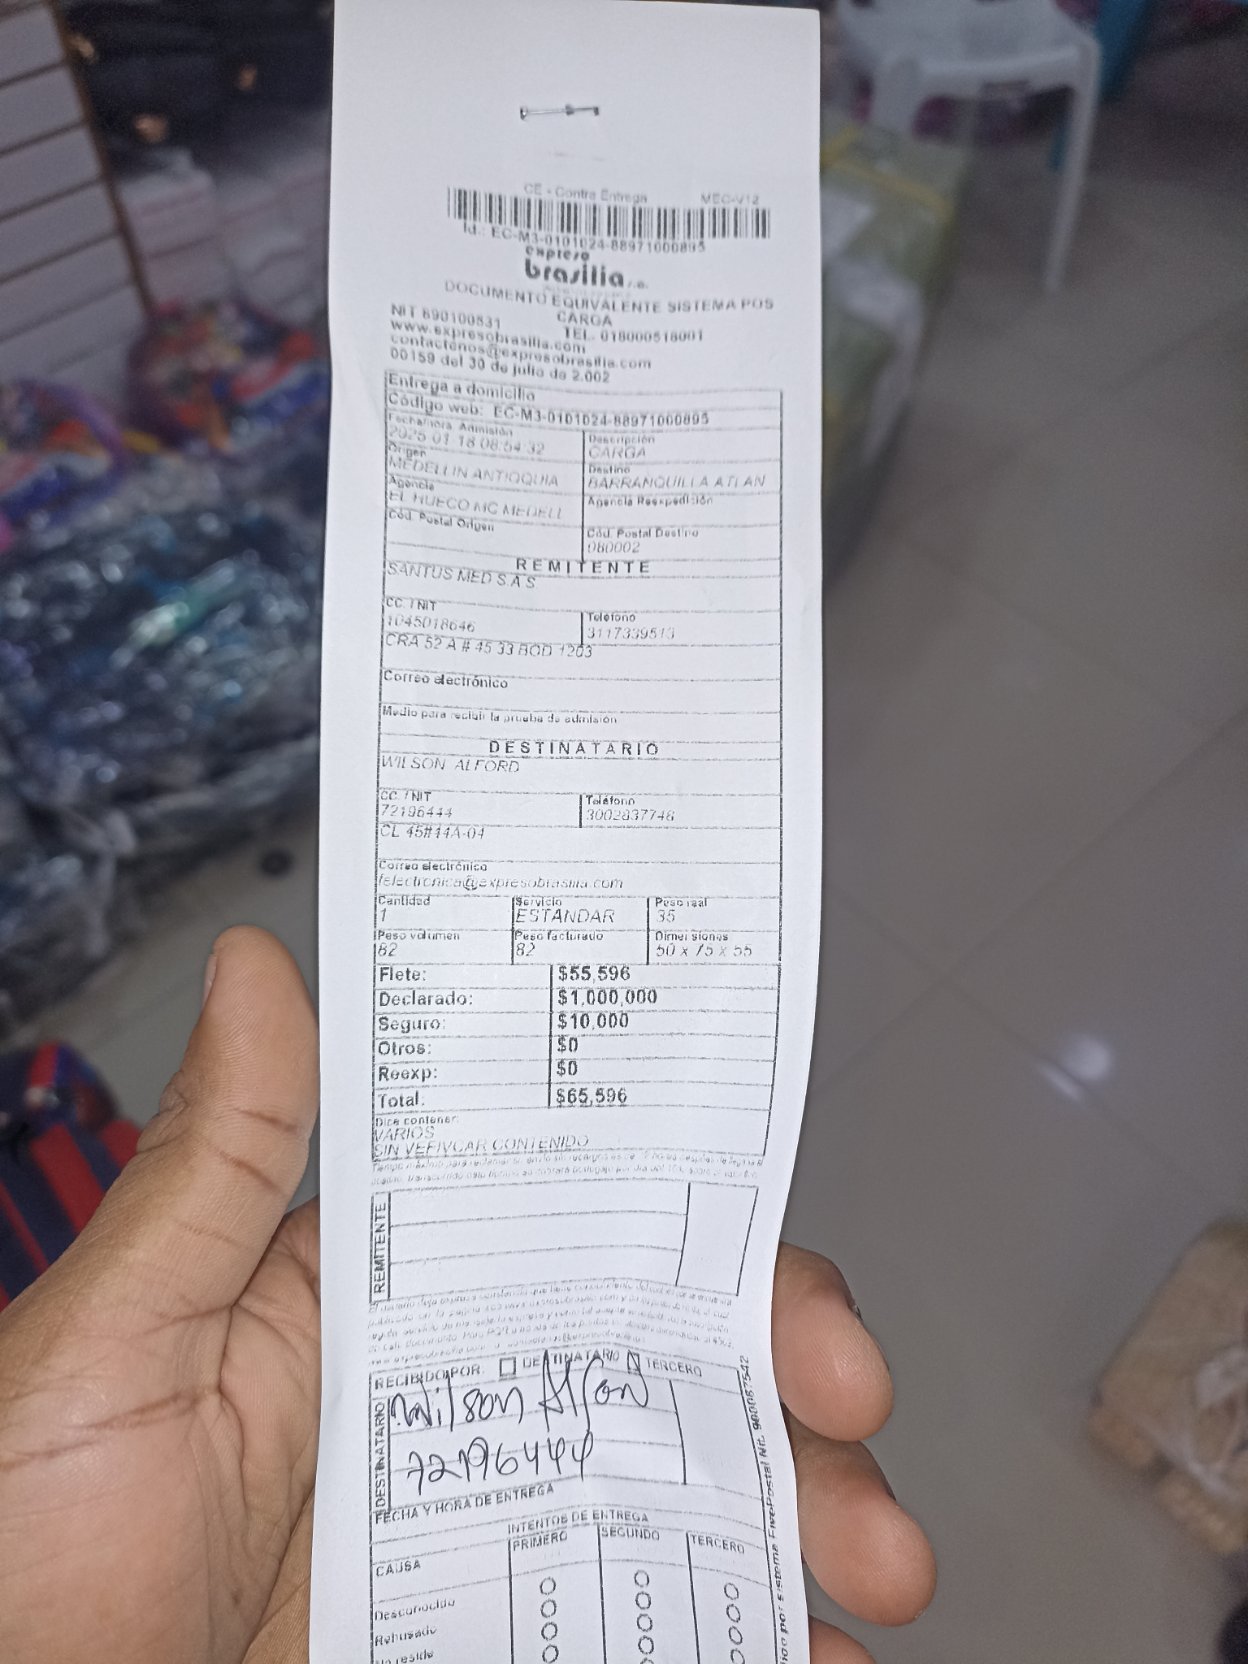 CE - Contra Entrega MEC-V12
Id.: EC-M3-0101024-88971000895
expreso
brasilia s.a.
DOCUMENTO EQUIVALENTE SISTEMA POS
CARGA
NIT 890100531 TEL. 018000518001
www.expresobrasilia.com
contactenos@expresobrasilia.com
00159 del 30 de julio de 2.002
Entrega a domicilio
Código web: EC-M3-0101024-88971000895
Fecha/hora Admisión Descripción
2025-01-18 08:54:32 CARGA
Origen Destino
MEDELLIN ANTIOQUIA BARRANQUILLA ATLAN
Agencia Agencia Reexpedición
EL HUECO MC MEDELL
Cód. Postal Origen Cód. Postal Destino
080002
REMITENTE
SANTUS MED S.A.S
CC. / NIT Teléfono
1045018646 3117339513
CRA 52 A # 45 33 BOD 1203
Correo electrónico
Medio para recibir la prueba de admisión
DESTINATARIO
WILSON ALFORD
CC. / NIT Teléfono
72196444 3002837748
CL 45#44A-04
Correo electrónico
felectronica@expresobrasilia.com
Cantidad Servicio Peso real
1 ESTANDAR 35
Peso volumen Peso facturado Dimensiones
82 82 50 x 75 x 55
Flete: $55,596
Declarado: $1,000,000
Seguro: $10,000
Otros: $0
Reexp: $0
Total: $65,596
Dice contener:
VARIOS
SIN VEFIVCAR CONTENIDO
REMITENTE
RECIBIDO POR: DESTINATARIO TERCERO
DESTINATARIO
Wilson Alfon
72196444
FECHA Y HORA DE ENTREGA
INTENTOS DE ENTREGA
CAUSA PRIMERO SEGUNDO TERCERO
Desconocido
Rehusado
No reside
por sistema FivePostal Nit. 900087542